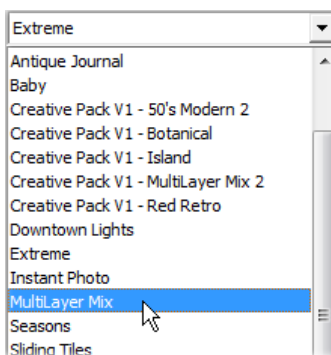 Extreme
Antique Journal
Baby
Creative Pack V1 - 50's Modern 2
Creative Pack V1 - Botanical
Creative Pack V1 - Island
Creative Pack V1 - MultiLayer Mix 2
Creative Pack V1 - Red Retro
Downtown Lights
Extreme
Instant Photo
MultiLayer Mix
Seasons
Sliding Tiles